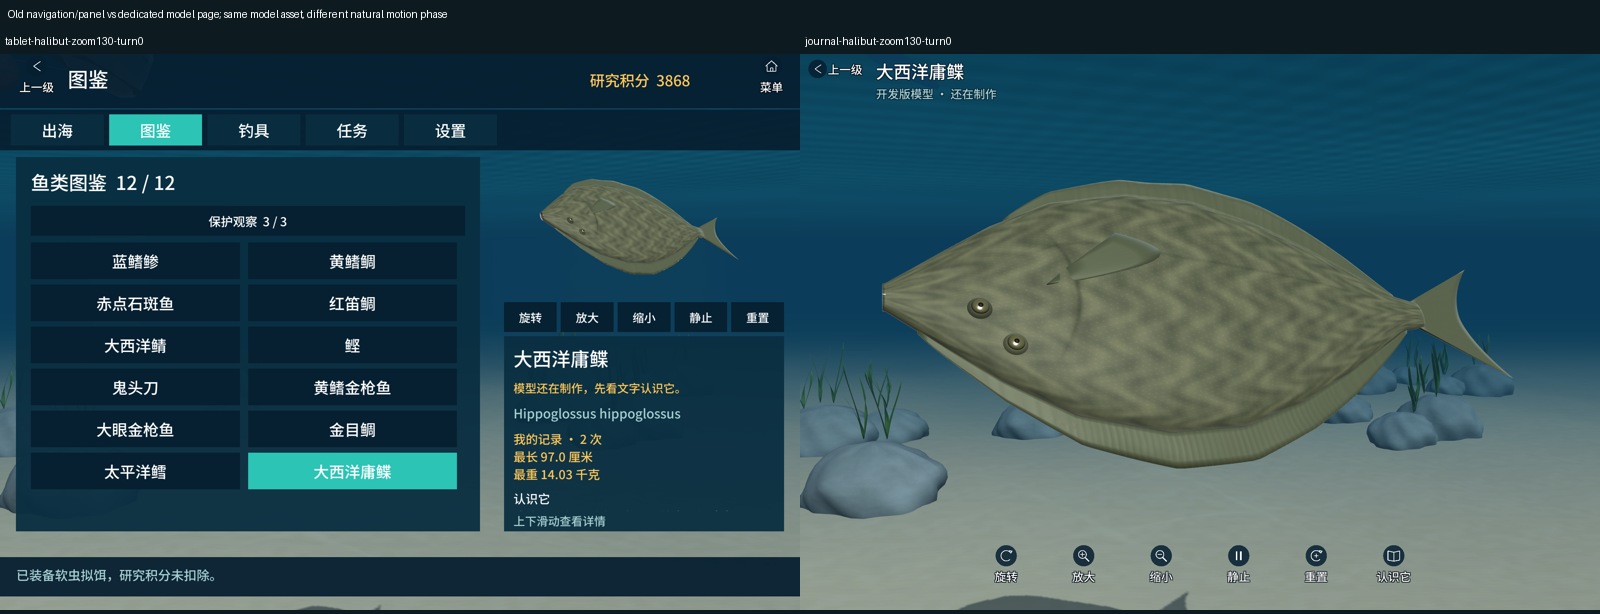 Old navigation/panel vs dedicated model page; same model asset, different natural motion phase
tablet-halibut-zoom130-turn0
上一级
图鉴
研究积分 3868
菜单
出海
图鉴
钓具
任务
设置
鱼类图鉴 12 / 12
保护观察 3 / 3
蓝鳍鲹
黄鳍鲷
赤点石斑鱼
红笛鲷
大西洋鲭
鲣
鬼头刀
黄鳍金枪鱼
大眼金枪鱼
金目鲷
太平洋鳕
大西洋庸鲽
旋转
放大
缩小
静止
重置
大西洋庸鲽
模型还在制作，先看文字认识它。
Hippoglossus hippoglossus
我的记录 · 2 次
最长 97.0 厘米
最重 14.03 千克
认识它
上下滑动查看详情
已装备软虫拟饵，研究积分未扣除。
journal-halibut-zoom130-turn0
上一级
大西洋庸鲽
开发版模型 · 还在制作
旋转
放大
缩小
静止
重置
认识它